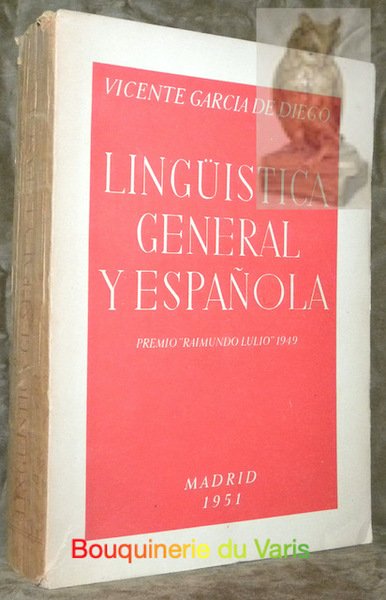 VICENTE GARCIA DE DIEGO
LINGÜISTICA
GENERAL
Y ESPAÑOLA
PREMIO "RAIMUNDO LULIO" 1949
MADRID
1951
Bouquinerie du Varis